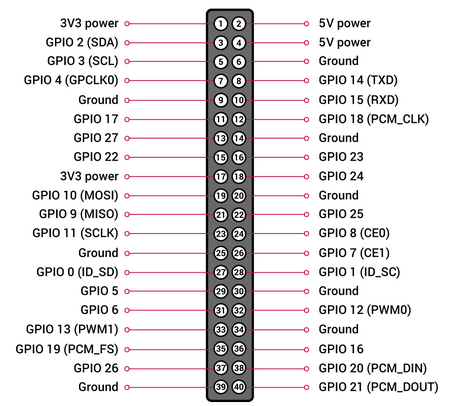 3V3 power 1 2 5V power
GPIO 2 (SDA) 3 4 5V power
GPIO 3 (SCL) 5 6 Ground
GPIO 4 (GPCLK0) 7 8 GPIO 14 (TXD)
Ground 9 10 GPIO 15 (RXD)
GPIO 17 11 12 GPIO 18 (PCM_CLK)
GPIO 27 13 14 Ground
GPIO 22 15 16 GPIO 23
3V3 power 17 18 GPIO 24
GPIO 10 (MOSI) 19 20 Ground
GPIO 9 (MISO) 21 22 GPIO 25
GPIO 11 (SCLK) 23 24 GPIO 8 (CE0)
Ground 25 26 GPIO 7 (CE1)
GPIO 0 (ID_SD) 27 28 GPIO 1 (ID_SC)
GPIO 5 29 30 Ground
GPIO 6 31 32 GPIO 12 (PWM0)
GPIO 13 (PWM1) 33 34 Ground
GPIO 19 (PCM_FS) 35 36 GPIO 16
GPIO 26 37 38 GPIO 20 (PCM_DIN)
Ground 39 40 GPIO 21 (PCM_DOUT)